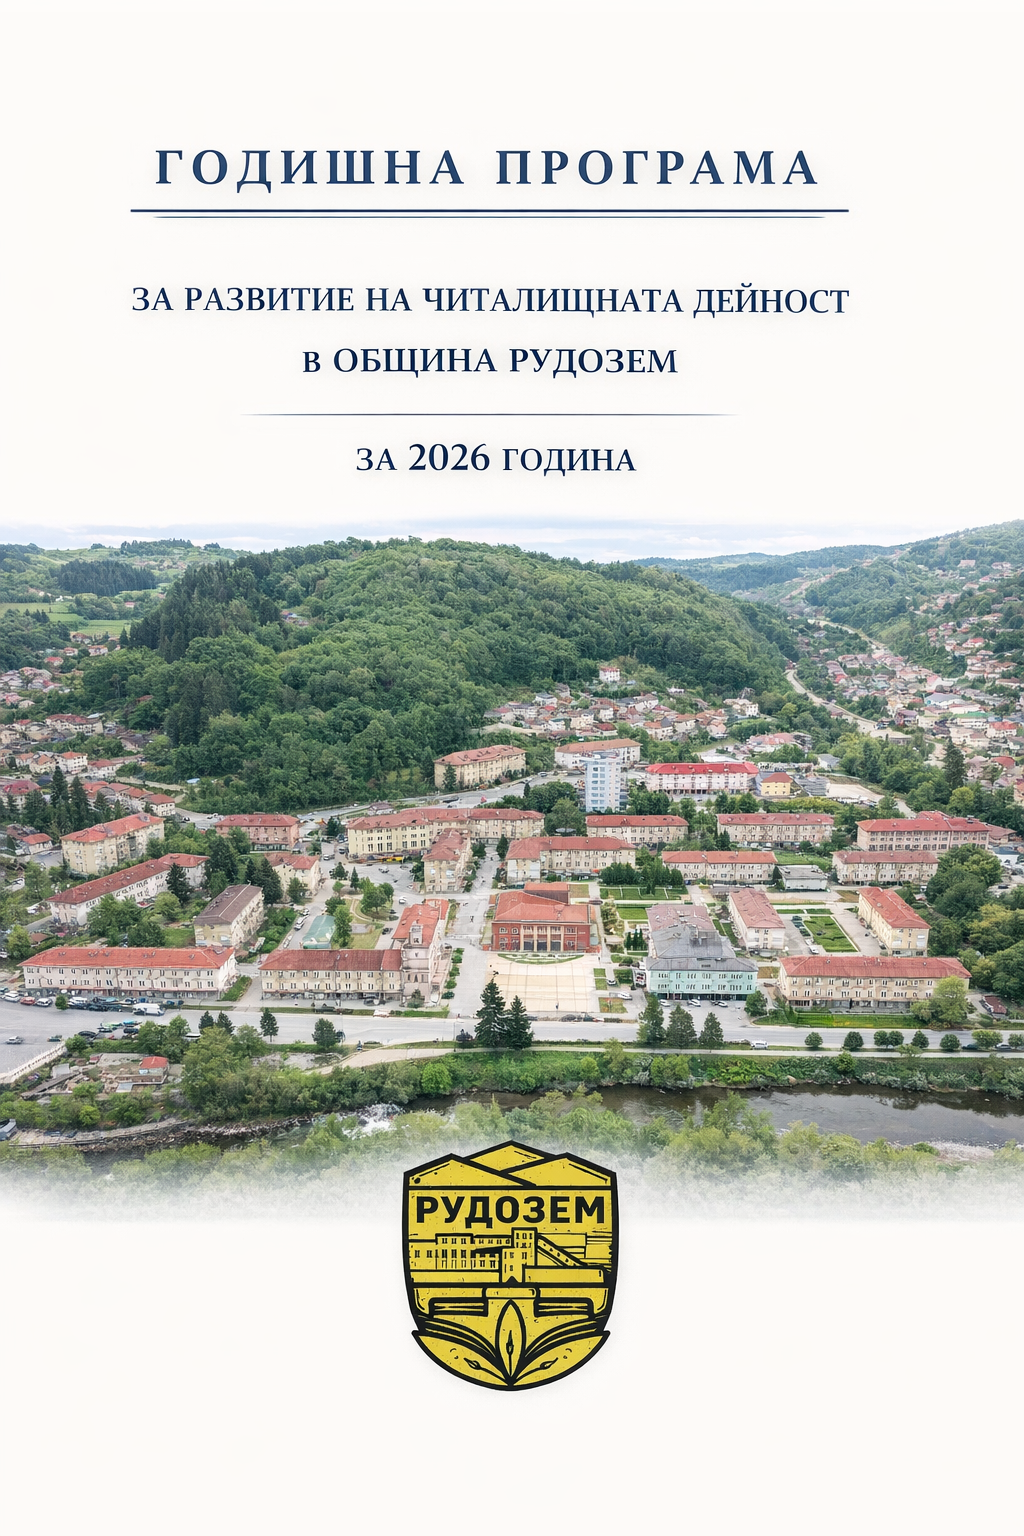 ГОДИШНА ПРОГРАМА
ЗА РАЗВИТИЕ НА ЧИТАЛИЩНАТА ДЕЙНОСТ
В ОБЩИНА РУДОЗЕМ
ЗА 2026 ГОДИНА
РУДОЗЕМ